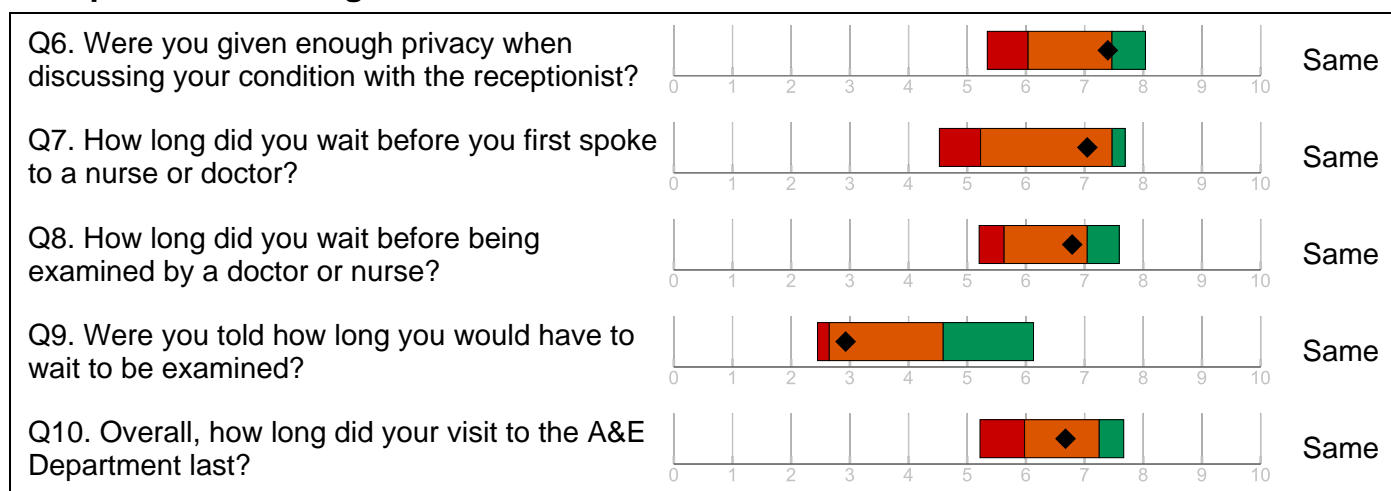 Q6. Were you given enough privacy when
discussing your condition with the receptionist?
0 1 2 3 4 5 6 7 8 9 10
Same
Q7. How long did you wait before you first spoke
to a nurse or doctor?
0 1 2 3 4 5 6 7 8 9 10
Same
Q8. How long did you wait before being
examined by a doctor or nurse?
0 1 2 3 4 5 6 7 8 9 10
Same
Q9. Were you told how long you would have to
wait to be examined?
0 1 2 3 4 5 6 7 8 9 10
Same
Q10. Overall, how long did your visit to the A&E
Department last?
0 1 2 3 4 5 6 7 8 9 10
Same